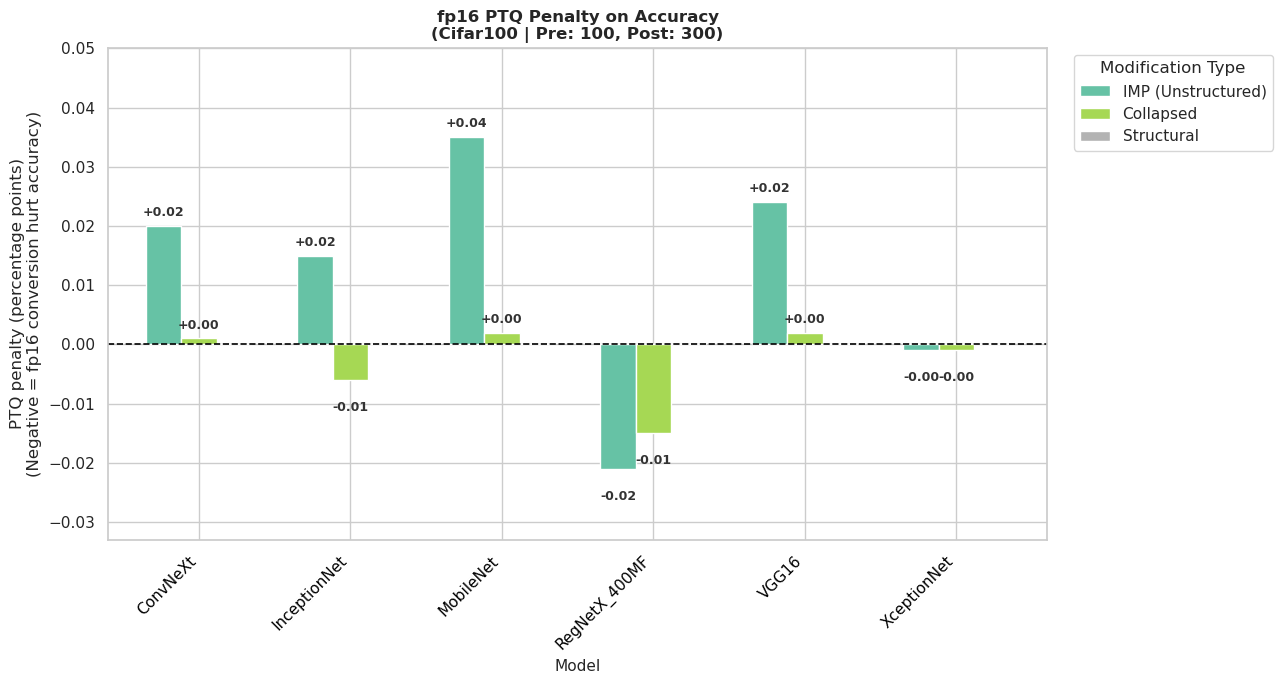 fp16 PTQ Penalty on Accuracy
(Cifar100 | Pre: 100, Post: 300)
PTQ penalty (percentage points)
(Negative = fp16 conversion hurt accuracy)
0.05
0.04
0.03
0.02
0.01
0.00
−0.01
−0.02
−0.03
+0.02
+0.00
+0.02
-0.01
+0.04
+0.00
-0.02
-0.01
+0.02
+0.00
-0.00
-0.00
ConvNeXt
InceptionNet
MobileNet
RegNetX_400MF
VGG16
XceptionNet
Model
Modification Type
IMP (Unstructured)
Collapsed
Structural